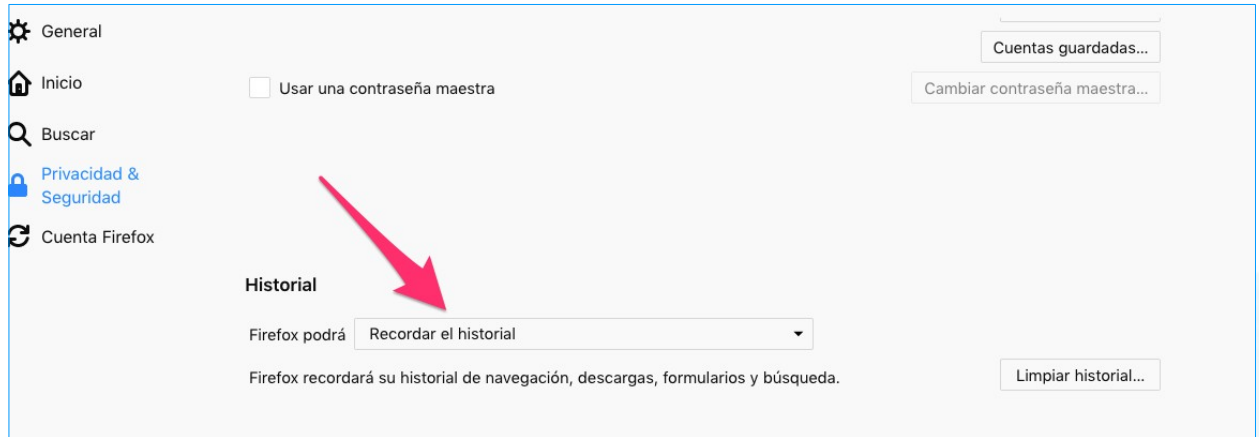 General
Inicio
Buscar
Privacidad &
Seguridad
Cuenta Firefox
Cuentas guardadas...
Usar una contraseña maestra
Cambiar contraseña maestra...
Historial
Firefox podrá Recordar el historial
Firefox recordará su historial de navegación, descargas, formularios y búsqueda.
Limpiar historial...